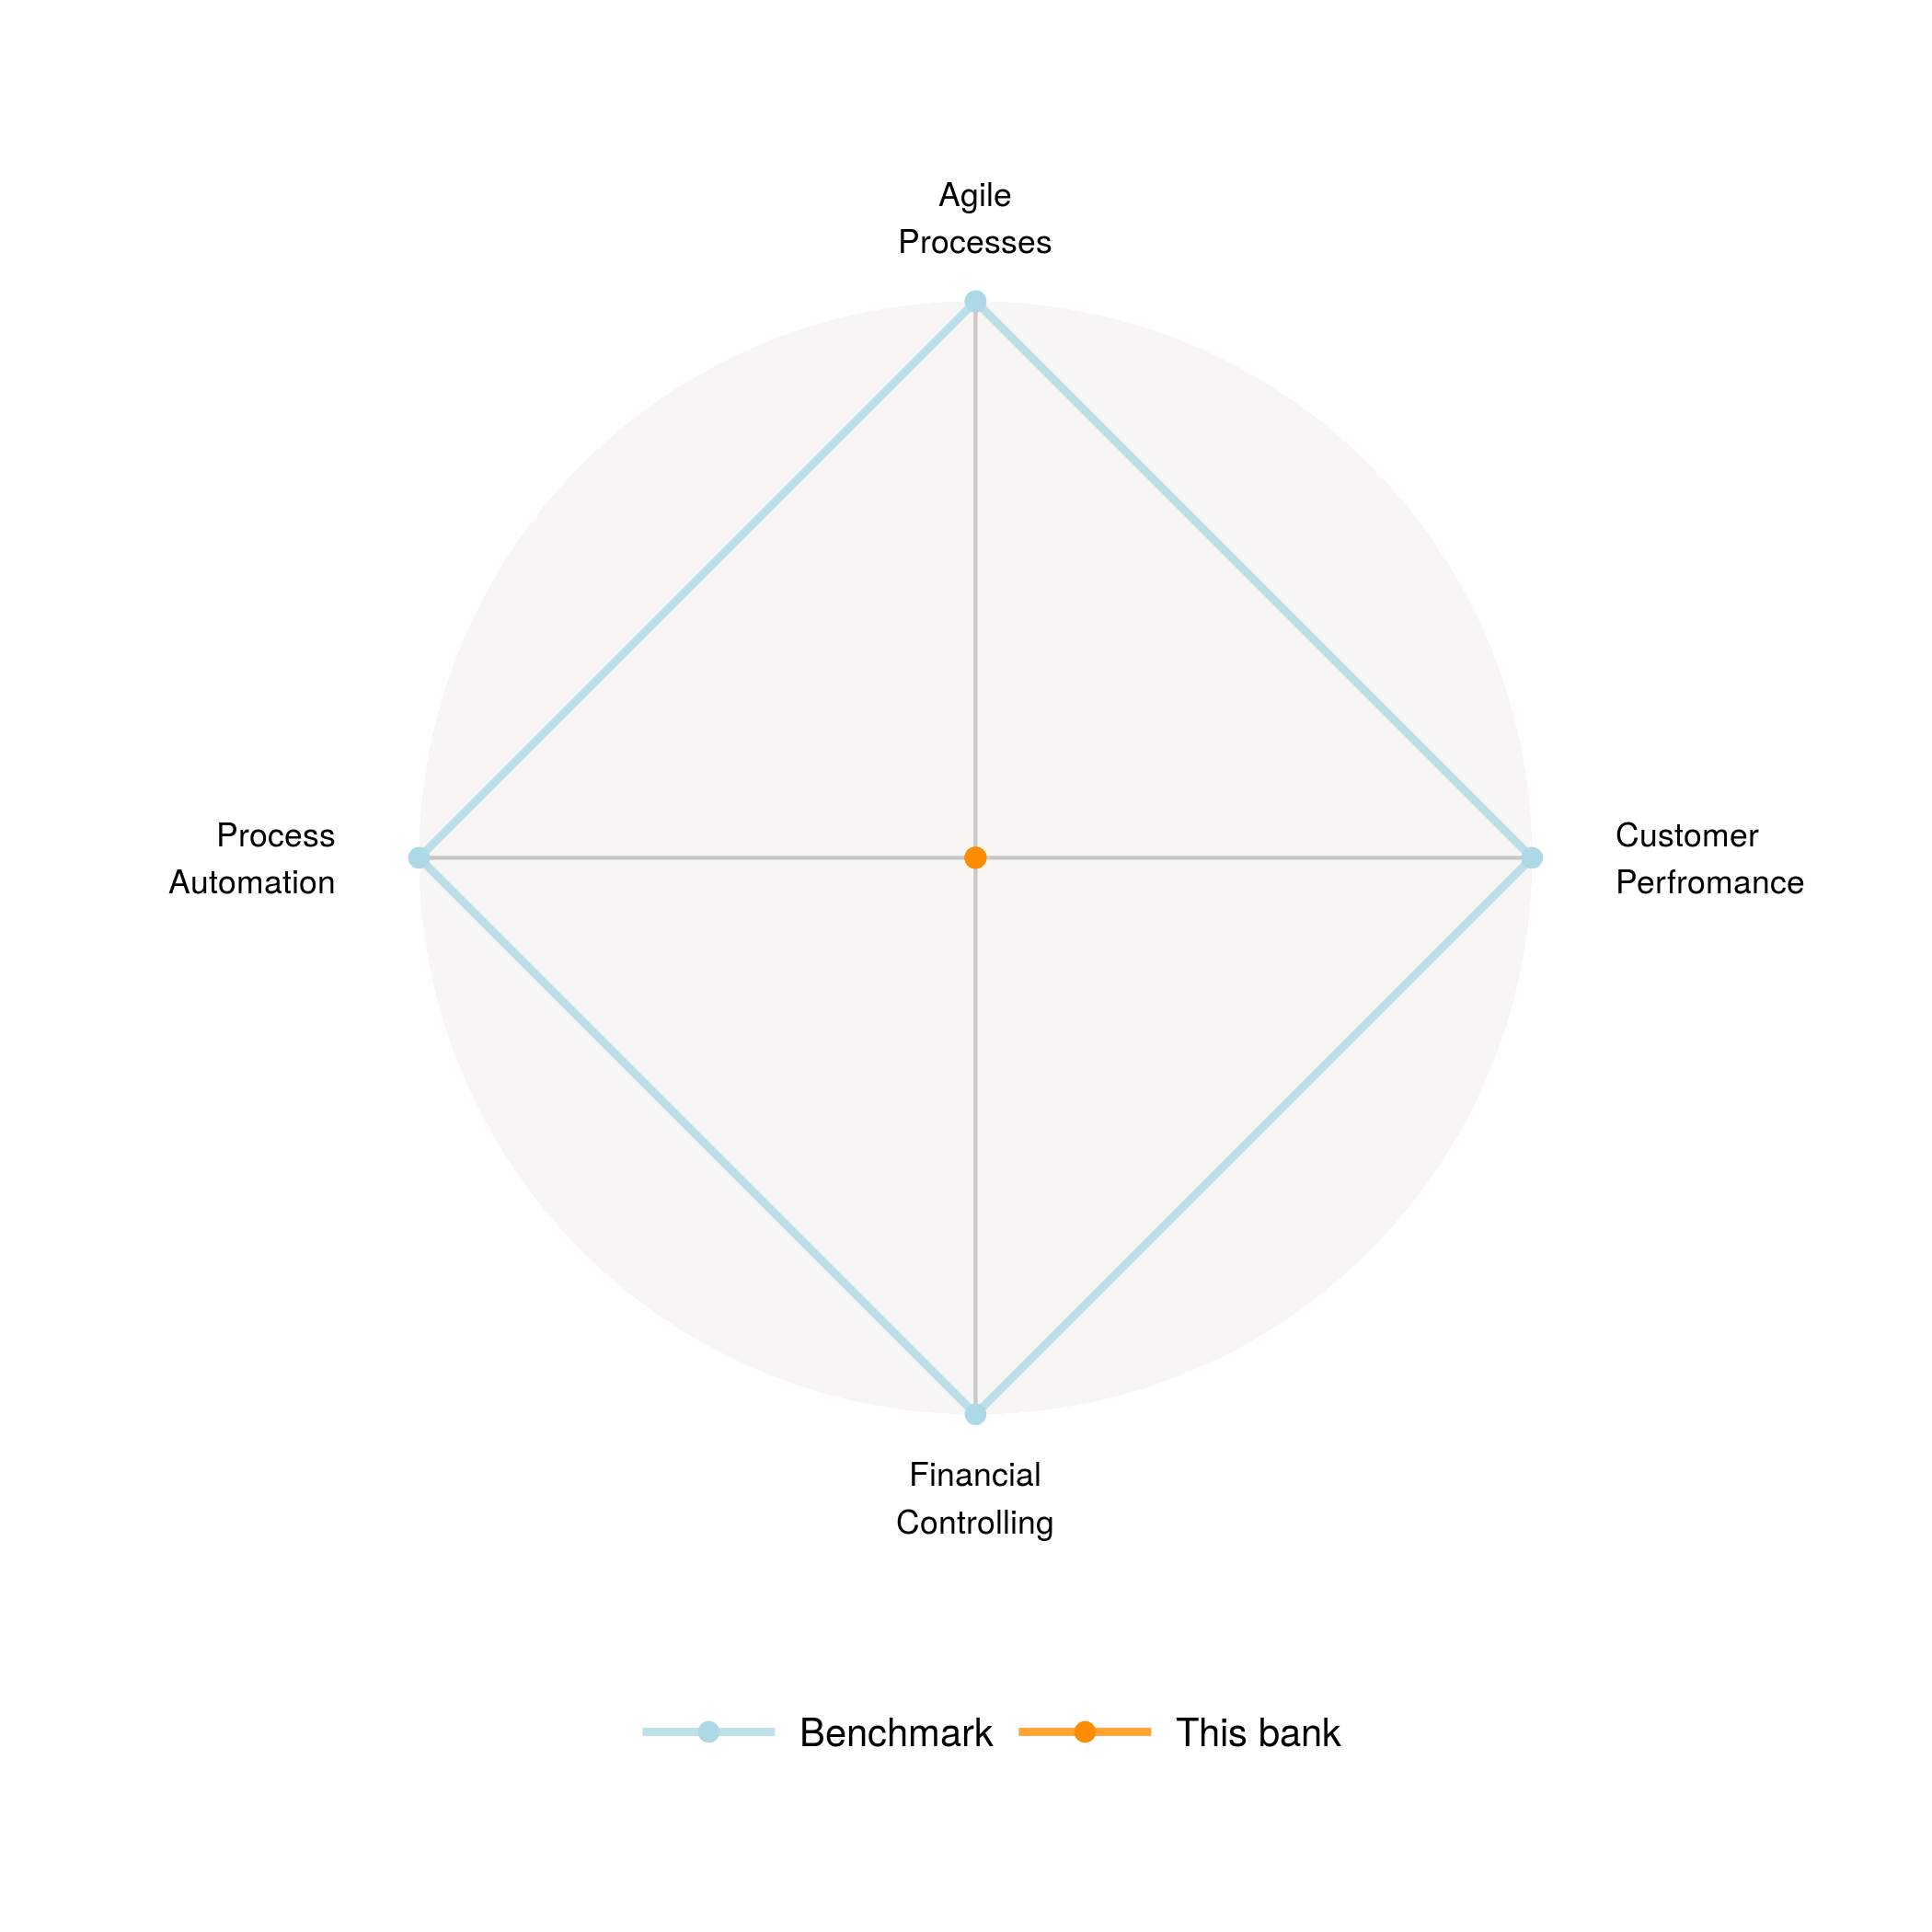 Agile
Processes
Process
Automation
Customer
Perfromance
Financial
Controlling
Benchmark
This bank